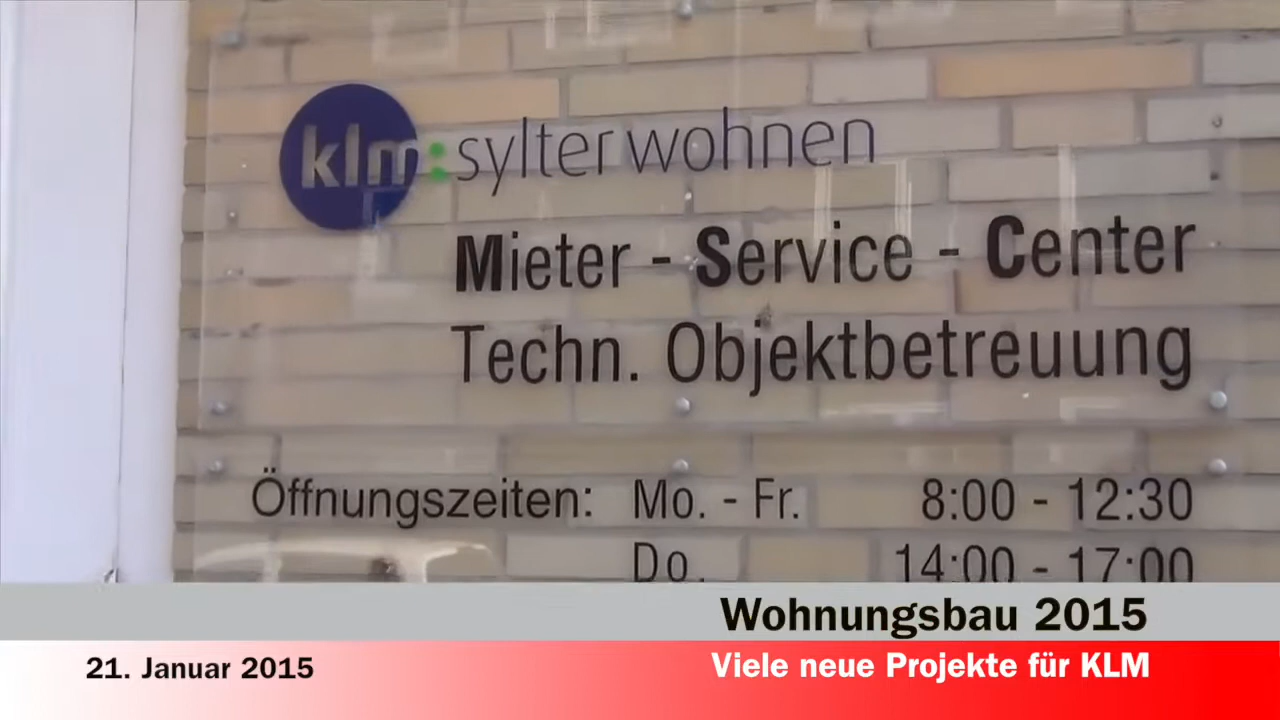 klm:sylter wohnen
Mieter - Service - Center
Techn. Objektbetreuung
Öffnungszeiten: Mo. - Fr. 8:00 - 12:30
Do. 14:00 - 17:00
Wohnungsbau 2015
21. Januar 2015 Viele neue Projekte für KLM